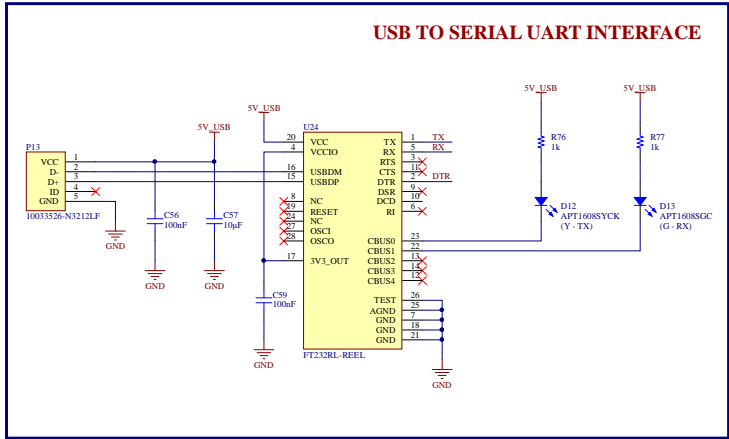 USB TO SERIAL UART INTERFACE
5V_USB
5V_USB
5V_USB
5V_USB
P13
VCC 1
D- 2
D+ 3
ID 4
GND 5
10033526-N3212LF
GND
C56
100nF
GND
C57
10µF
GND
U24
20 VCC
4 VCCIO
16 USBDM
15 USBDP
8 NC
19 RESET
24 NC
27 OSCI
28 OSCO
17 3V3_OUT
TX 1 TX
RX 5 RX
RTS 3
CTS 11
DTR 2 DTR
DSR 9
DCD 10
RI 6
CBUS0 23
CBUS1 22
CBUS2 13
CBUS3 14
CBUS4 12
TEST 26
AGND 25
GND 7
GND 18
GND 21
FT232RL-REEL
C59
100nF
GND
GND
R76
1k
D12
APT1608SYCK
(Y - TX)
R77
1k
D13
APT1608SGC
(G - RX)